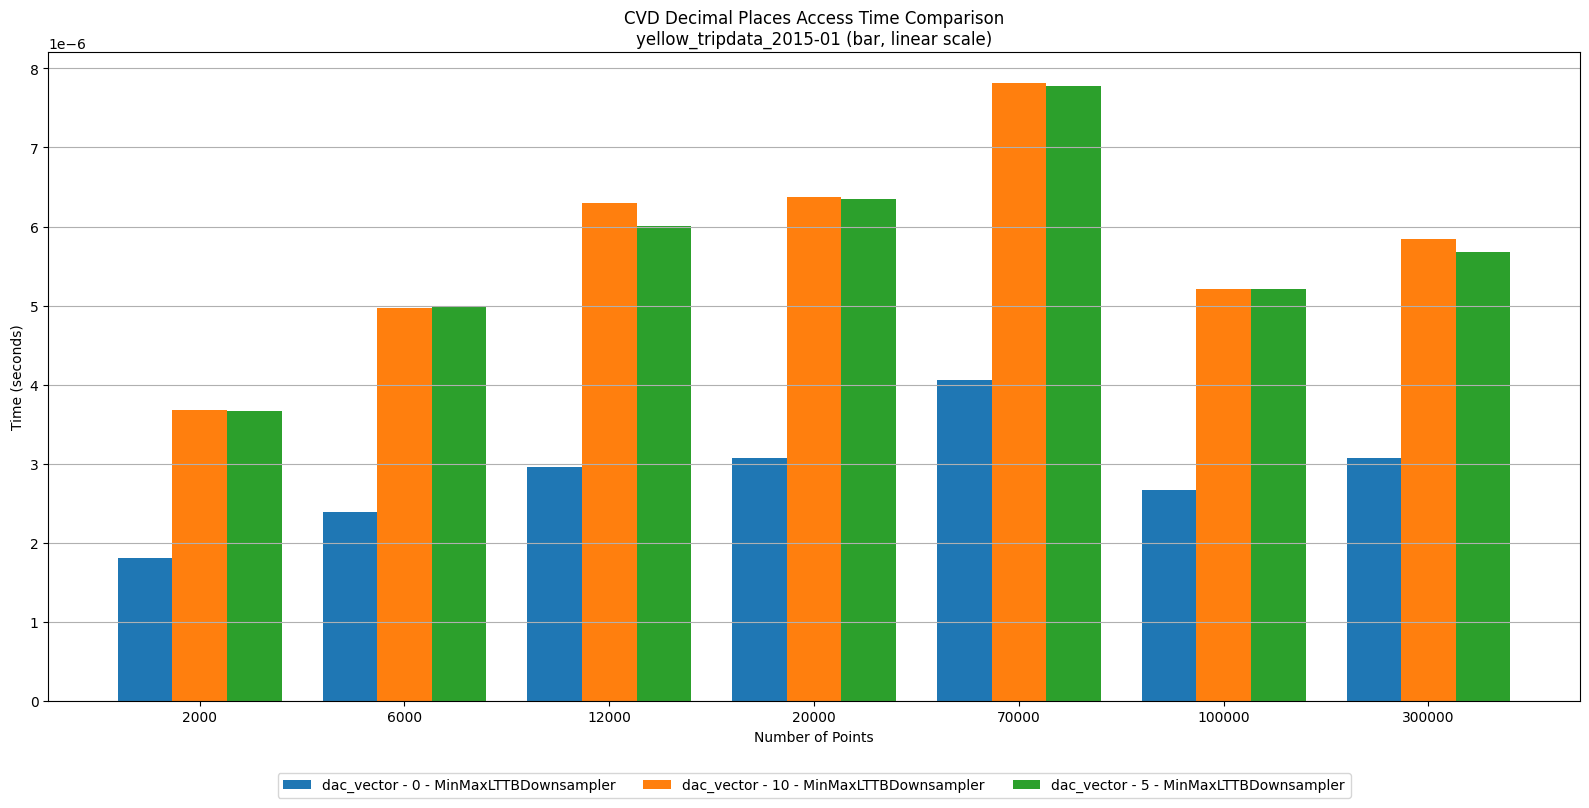 CVD Decimal Places Access Time Comparison
yellow_tripdata_2015-01 (bar, linear scale)
1e−6
8
7
6
5
4
3
2
1
0
Time (seconds)
2000 6000 12000 20000 70000 100000 300000
Number of Points
dac_vector - 0 - MinMaxLTTBDownsampler dac_vector - 10 - MinMaxLTTBDownsampler dac_vector - 5 - MinMaxLTTBDownsampler